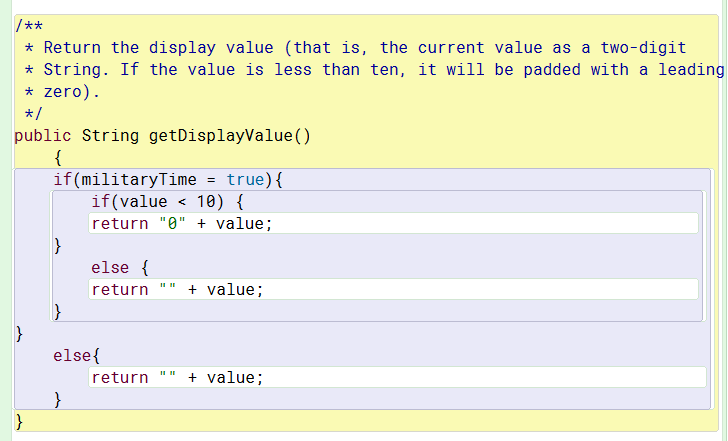 /**
 * Return the display value (that is, the current value as a two-digit
 * String. If the value is less than ten, it will be padded with a leading
 * zero).
 */
public String getDisplayValue()
    {
    if(militaryTime = true){
        if(value < 10) {
        return "0" + value;
    }
        else {
        return "" + value;
    }
}
    else{
        return "" + value;
    }
}